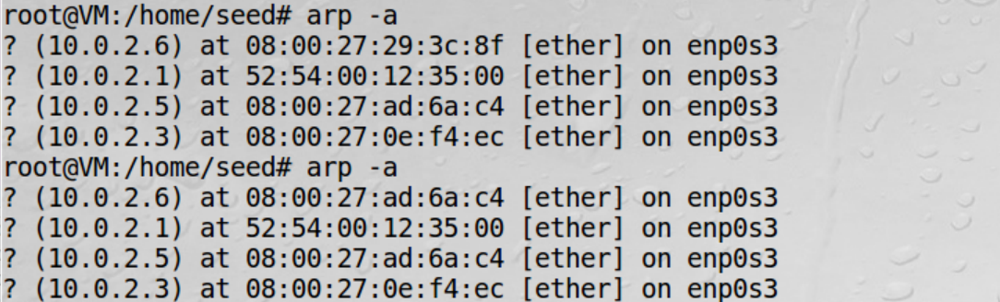 root@VM:/home/seed# arp -a
? (10.0.2.6) at 08:00:27:29:3c:8f [ether] on enp0s3
? (10.0.2.1) at 52:54:00:12:35:00 [ether] on enp0s3
? (10.0.2.5) at 08:00:27:ad:6a:c4 [ether] on enp0s3
? (10.0.2.3) at 08:00:27:0e:f4:ec [ether] on enp0s3
root@VM:/home/seed# arp -a
? (10.0.2.6) at 08:00:27:ad:6a:c4 [ether] on enp0s3
? (10.0.2.1) at 52:54:00:12:35:00 [ether] on enp0s3
? (10.0.2.5) at 08:00:27:ad:6a:c4 [ether] on enp0s3
? (10.0.2.3) at 08:00:27:0e:f4:ec [ether] on enp0s3